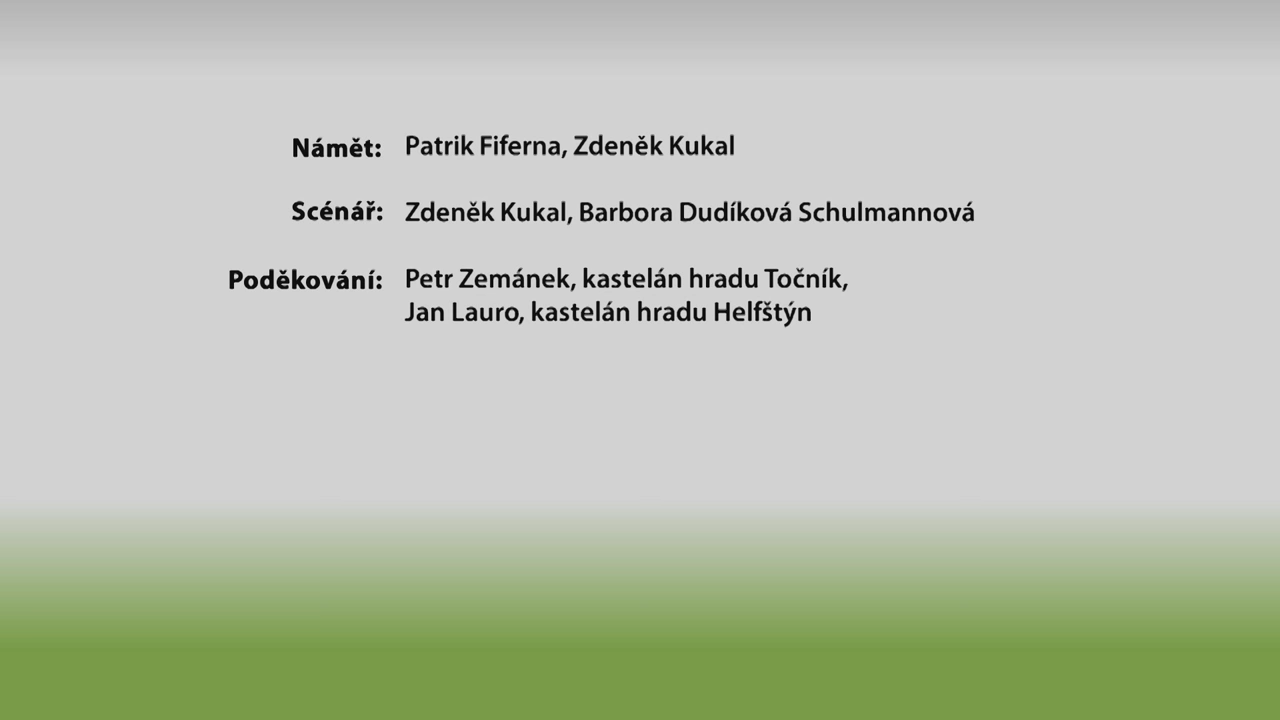 Námět: Patrik Fiferna, Zdeněk Kukal
Scénář: Zdeněk Kukal, Barbora Dudíková Schulmannová
Poděkování: Petr Zemánek, kastelán hradu Točník,
Jan Lauro, kastelán hradu Helfštýn